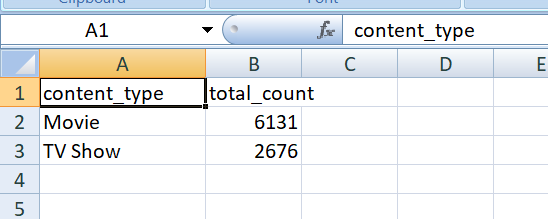 Clipboard Font
A1 fx content_type
A B C D E
1 content_type total_count
2 Movie 6131
3 TV Show 2676
4
5